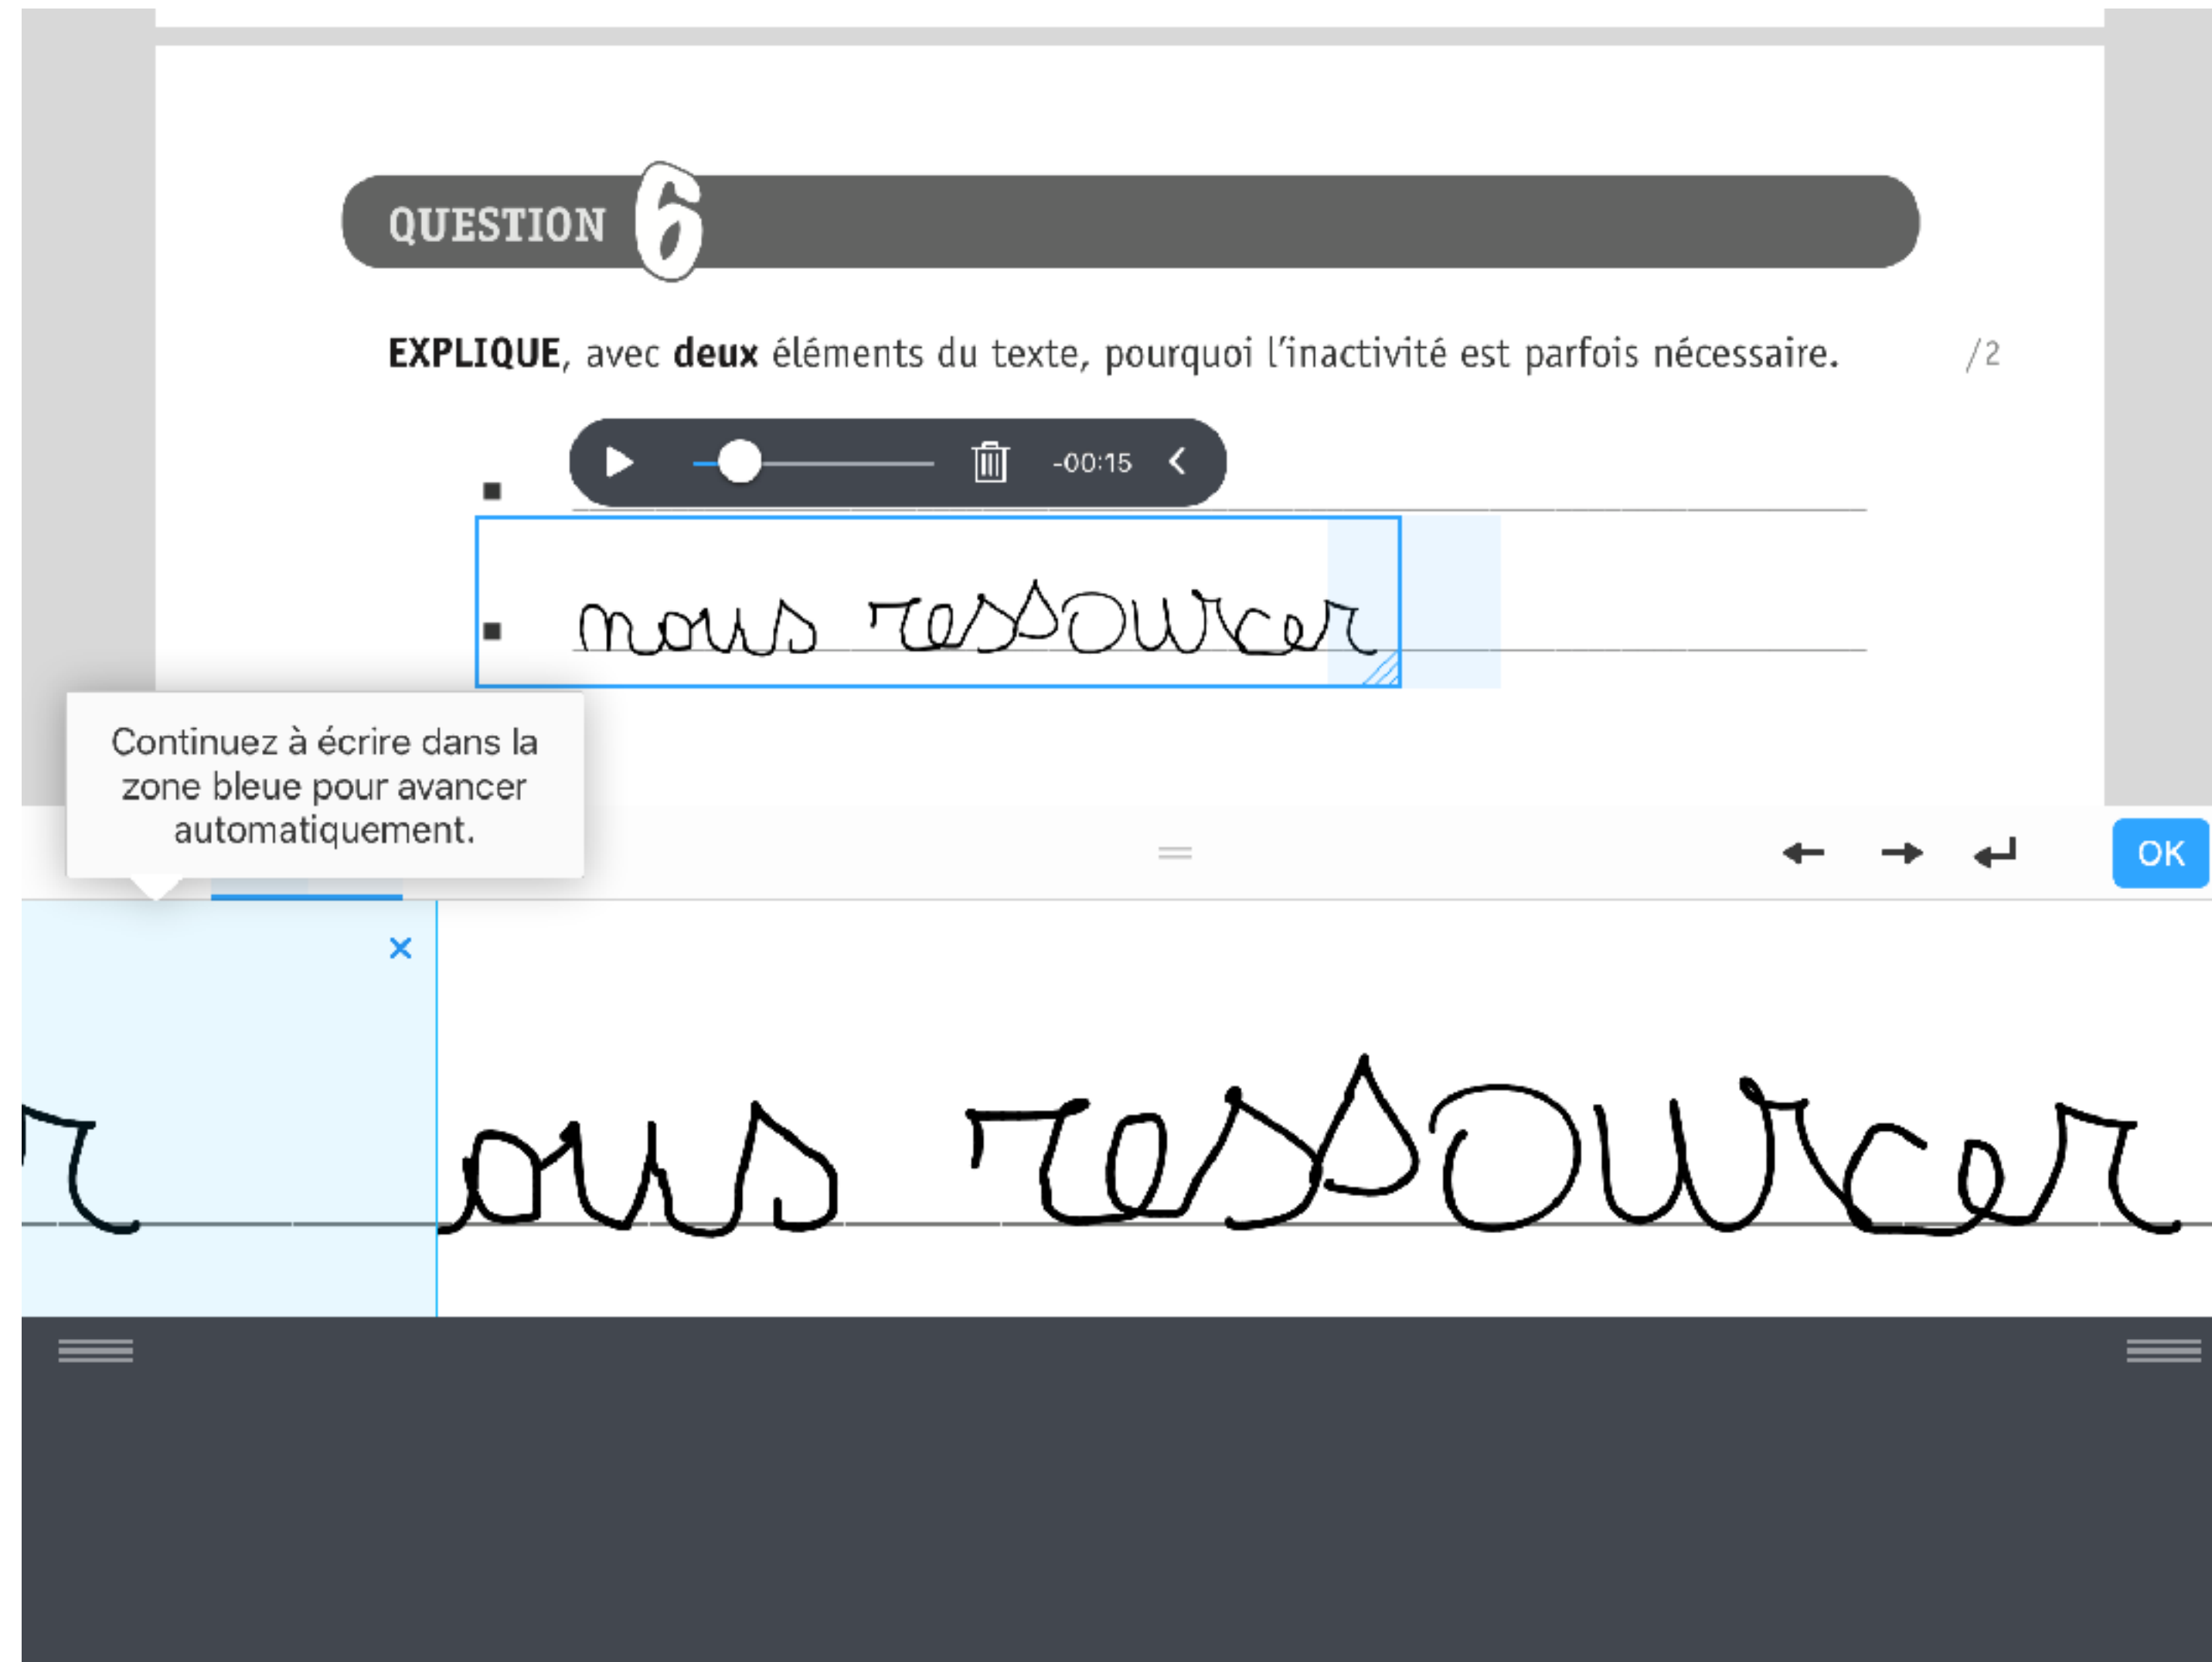 QUESTION 6
EXPLIQUE, avec deux éléments du texte, pourquoi l'inactivité est parfois nécessaire. /2
-00:15
nous ressourcer
Continuez à écrire dans la
zone bleue pour avancer
automatiquement.
OK
r ous ressourcer